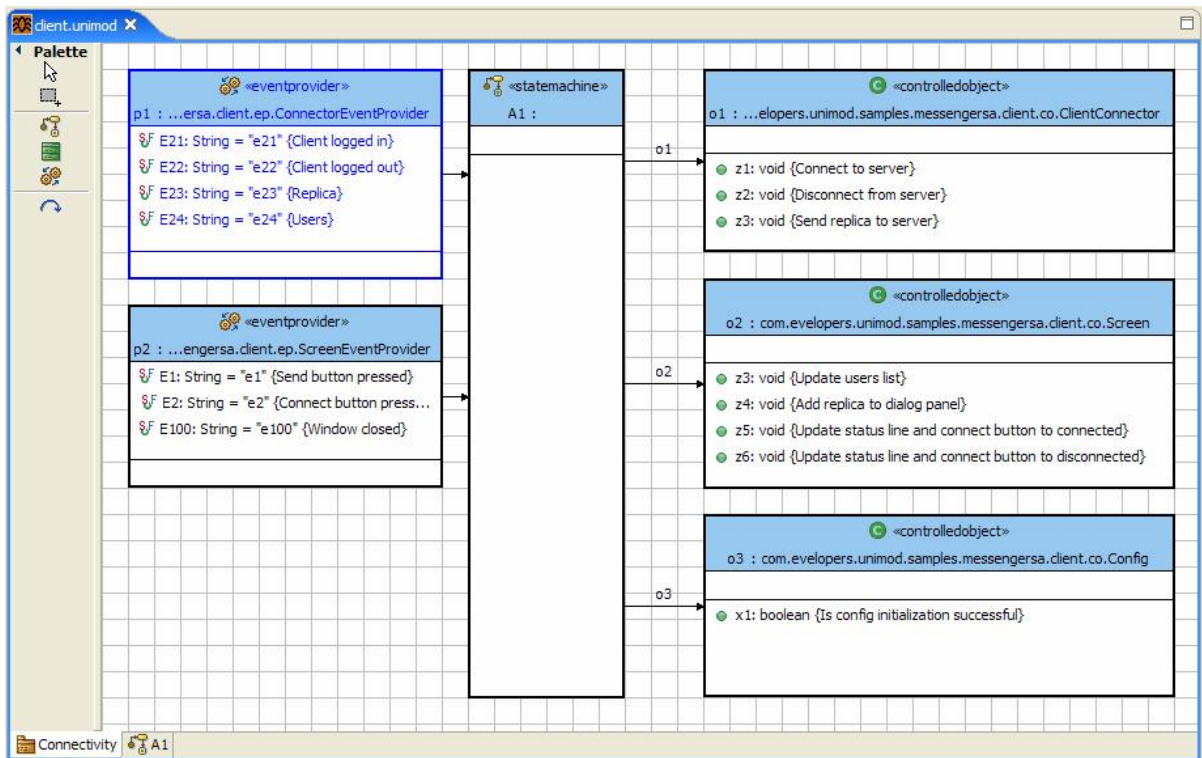 client.unimod
Palette
«eventprovider»
p1 : ...ersa.client.ep.ConnectorEventProvider
E21: String = "e21" {Client logged in}
E22: String = "e22" {Client logged out}
E23: String = "e23" {Replica}
E24: String = "e24" {Users}
«eventprovider»
p2 : ...engersa.client.ep.ScreenEventProvider
E1: String = "e1" {Send button pressed}
E2: String = "e2" {Connect button press...
E100: String = "e100" {Window closed}
«statemachine»
A1 :
o1
o2
o3
«controlledobject»
o1 : ...elopers.unimod.samples.messengersa.client.co.ClientConnector
z1: void {Connect to server}
z2: void {Disconnect from server}
z3: void {Send replica to server}
«controlledobject»
o2 : com.evelopers.unimod.samples.messengersa.client.co.Screen
z3: void {Update users list}
z4: void {Add replica to dialog panel}
z5: void {Update status line and connect button to connected}
z6: void {Update status line and connect button to disconnected}
«controlledobject»
o3 : com.evelopers.unimod.samples.messengersa.client.co.Config
x1: boolean {Is config initialization successful}
Connectivity
A1